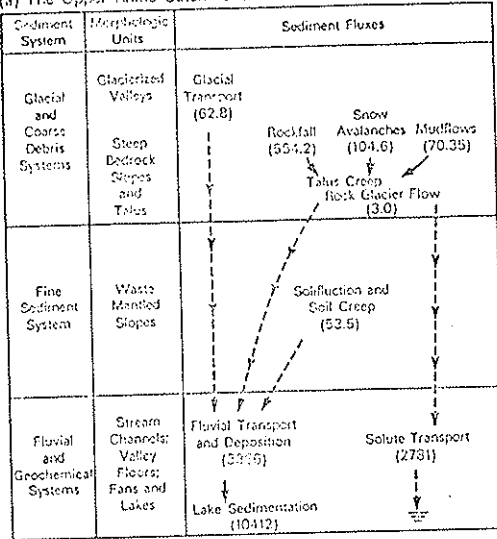 Sediment System
Morphologic Units
Sediment Fluxes
Glacial and Coarse Debris Systems
Glacierized Valleys
Steep Bedrock Slopes and Talus
Glacial Transport (62.8)
Rockfall (554.2)
Snow Avalanches (104.6)
Mudflows (70.35)
Talus Creep
Rock Glacier Flow
(3.0)
Fine Sediment System
Waste Mantled Slopes
Solifluction and Soil Creep (53.5)
Fluvial and Geochemical Systems
Stream Channels; Valley Floors; Fans and Lakes
Fluvial Transport and Deposition
Lake Sedimentation (10412)
Solute Transport (2781)